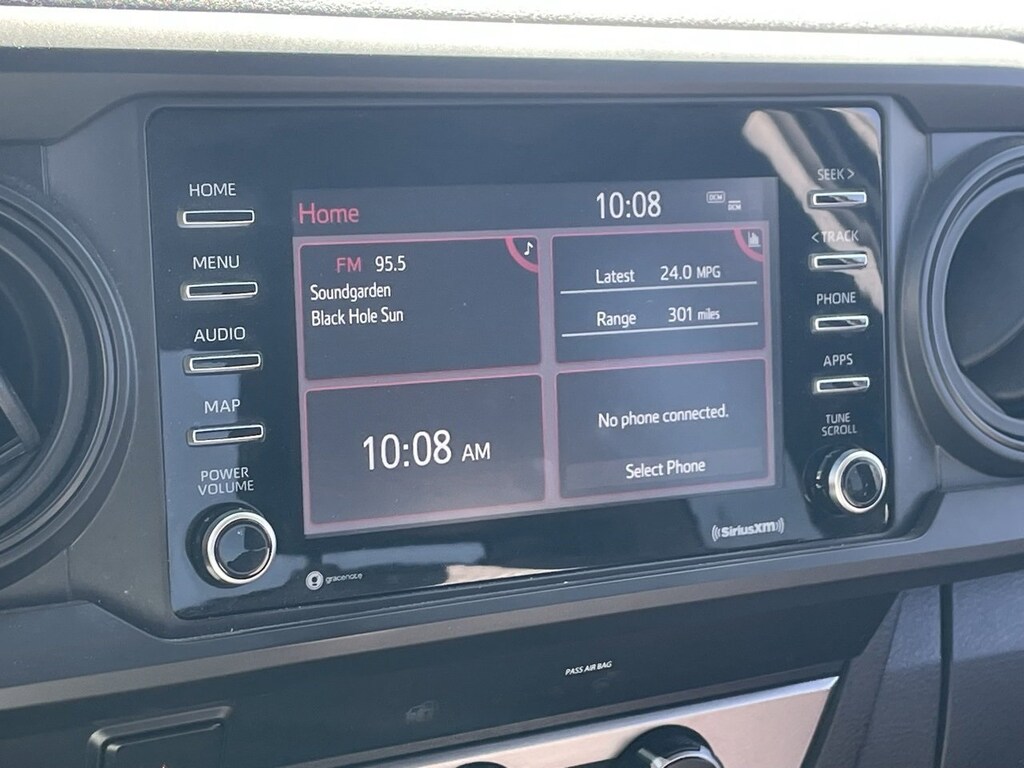 HOME
MENU
AUDIO
MAP
POWER
VOLUME
Home
10:08
DCM
DCM
FM 95.5
Soundgarden
Black Hole Sun
Latest 24.0 MPG
Range 301 miles
10:08 AM
No phone connected.
Select Phone
SEEK >
< TRACK
PHONE
APPS
TUNE
SCROLL
gracenote
SiriusXM
PASS AIR BAG